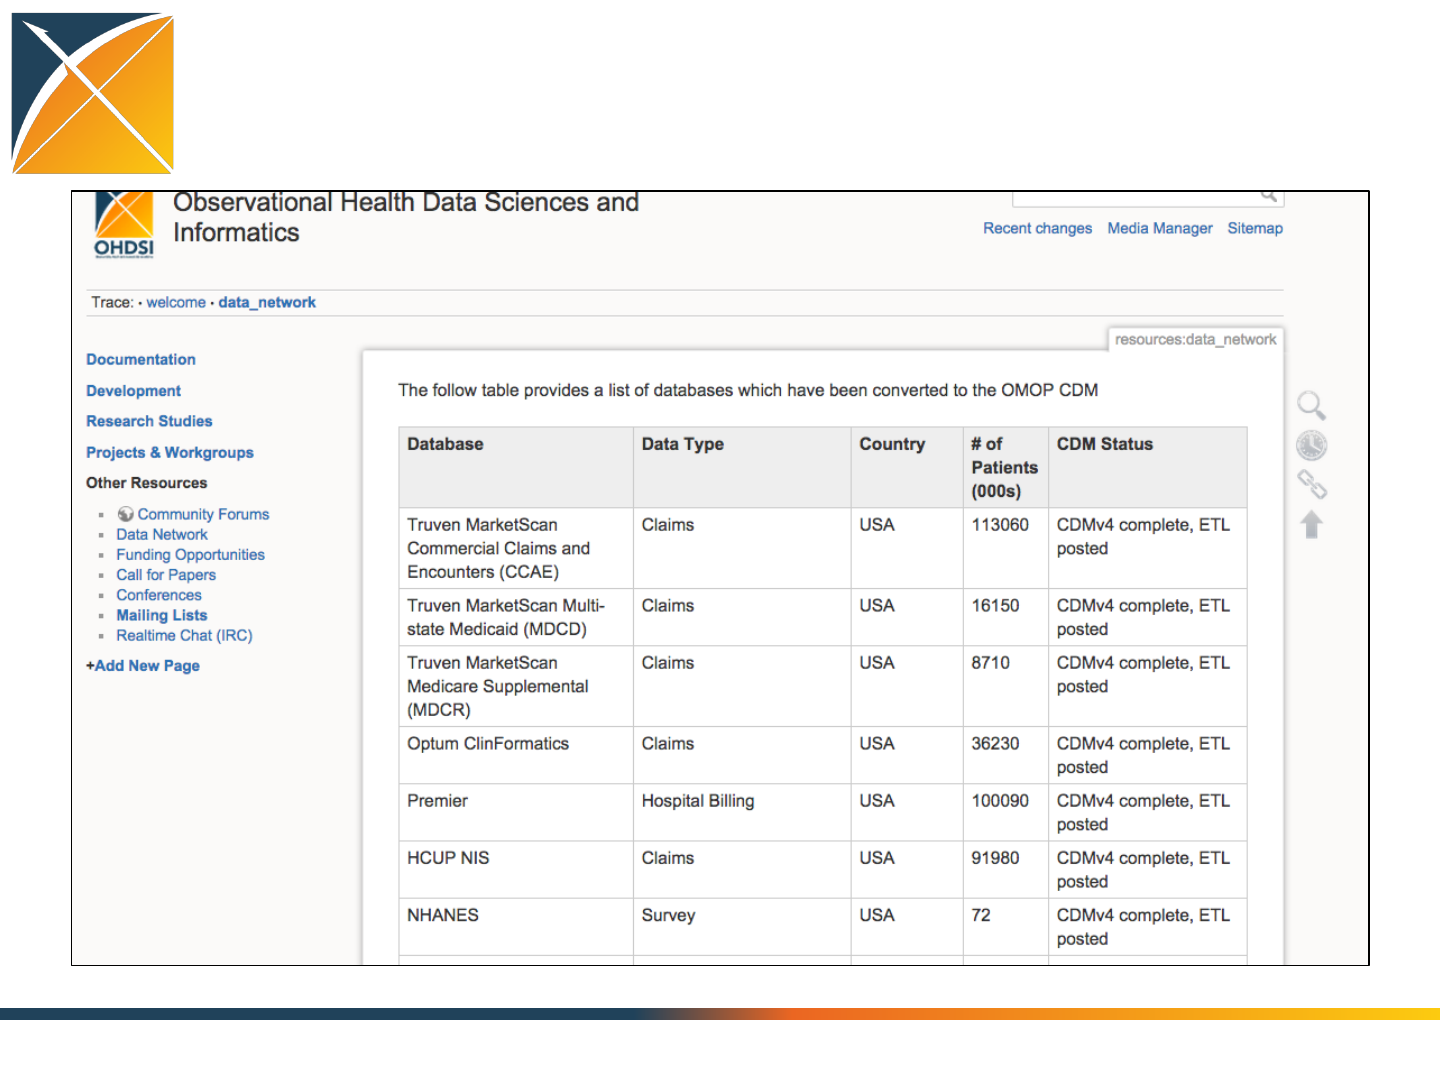 Observational Health Data Sciences and
Informatics
OHDSI
Recent changes Media Manager Sitemap
Trace: • welcome • data_network
resources:data_network
Documentation
Development
Research Studies
Projects & Workgroups
Other Resources
Community Forums
Data Network
Funding Opportunities
Call for Papers
Conferences
Mailing Lists
Realtime Chat (IRC)
+Add New Page
The follow table provides a list of databases which have been converted to the OMOP CDM
Database Data Type Country # of Patients (000s) CDM Status
Truven MarketScan Commercial Claims and Encounters (CCAE) Claims USA 113060 CDMv4 complete, ETL posted
Truven MarketScan Multi-state Medicaid (MDCD) Claims USA 16150 CDMv4 complete, ETL posted
Truven MarketScan Medicare Supplemental (MDCR) Claims USA 8710 CDMv4 complete, ETL posted
Optum ClinFormatics Claims USA 36230 CDMv4 complete, ETL posted
Premier Hospital Billing USA 100090 CDMv4 complete, ETL posted
HCUP NIS Claims USA 91980 CDMv4 complete, ETL posted
NHANES Survey USA 72 CDMv4 complete, ETL posted